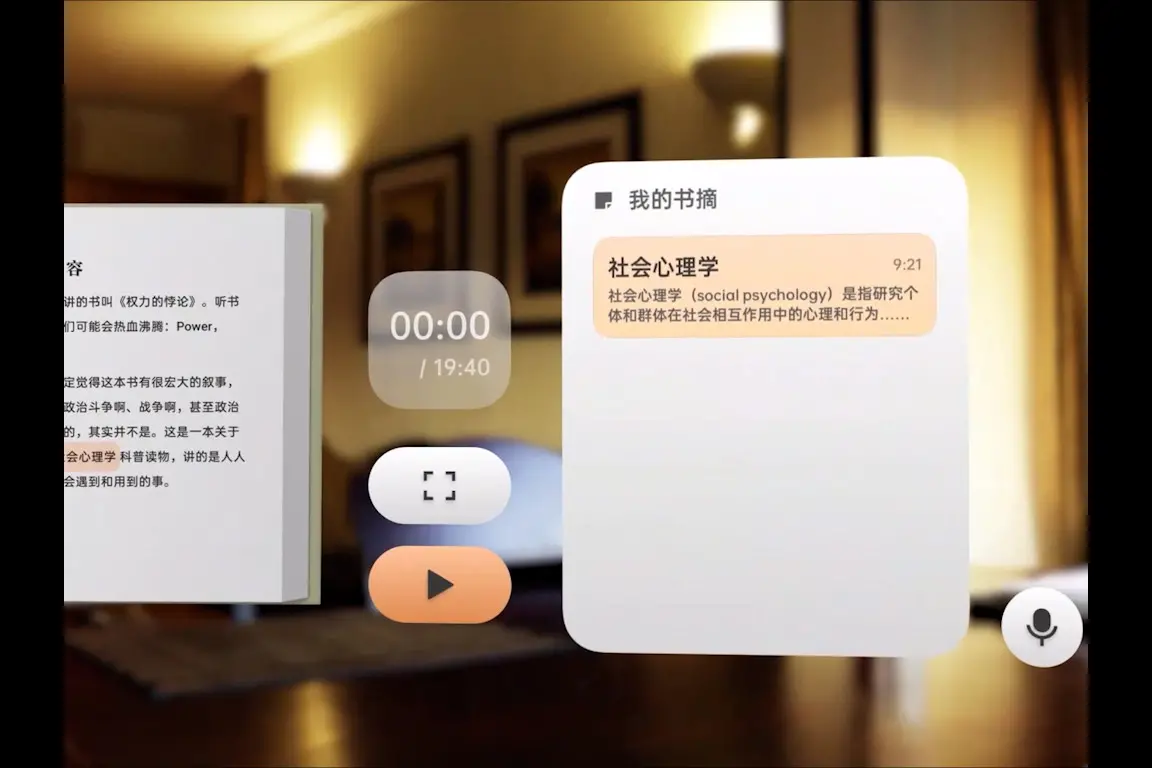 容
讲的书叫《权力的悖论》。听书
们可能会热血沸腾：Power，
定觉得这本书有很宏大的叙事，
政治斗争啊、战争啊，甚至政治
的，其实并不是。这是一本关于
会心理学 科普读物，讲的是人人
会遇到和用到的事。
00:00
/ 19:40
我的书摘
社会心理学 9:21
社会心理学（social psychology）是指研究个
体和群体在社会相互作用中的心理和行为……